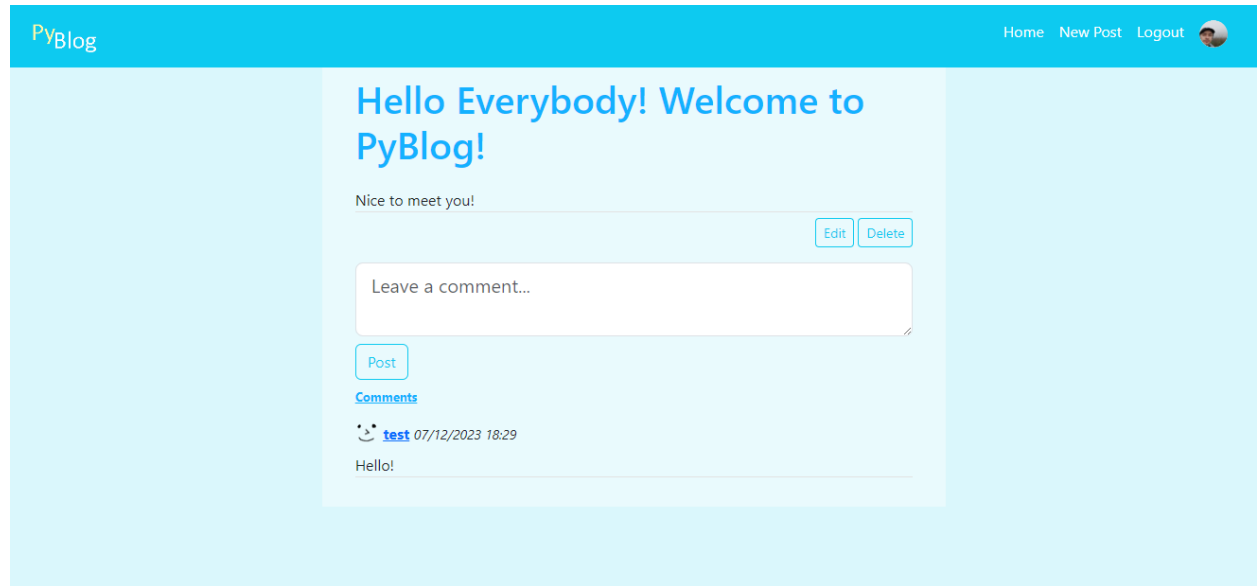 PyBlog
Home New Post Logout
Hello Everybody! Welcome to
PyBlog!
Nice to meet you!
Edit Delete
Leave a comment...
Post
Comments
test 07/12/2023 18:29
Hello!